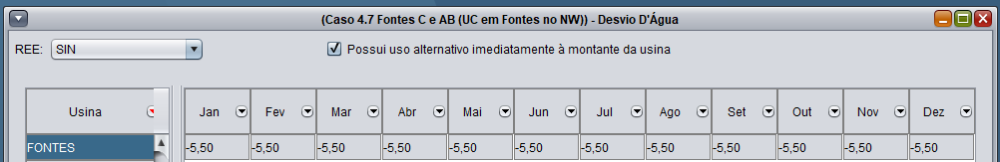 (Caso 4.7 Fontes C e AB (UC em Fontes no NW)) - Desvio D'Água
REE: SIN Possui uso alternativo imediatamente à montante da usina
Usina Jan Fev Mar Abr Mai Jun Jul Ago Set Out Nov Dez
FONTES -5,50 -5,50 -5,50 -5,50 -5,50 -5,50 -5,50 -5,50 -5,50 -5,50 -5,50 -5,50